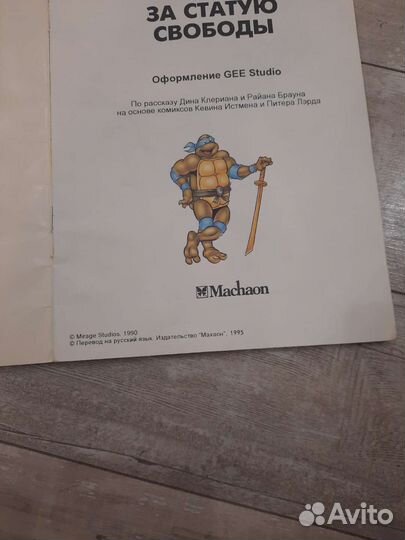 ЗА СТАТУЮ
СВОБОДЫ
Оформление GEE Studio
По рассказу Дина Клериана и Райана Брауна
на основе комиксов Кевина Истмена и Питера Лэрда
Machaon
© Mirage Studios, 1990
© Перевод на русский язык. Издательство "Махаон", 1995
Avito